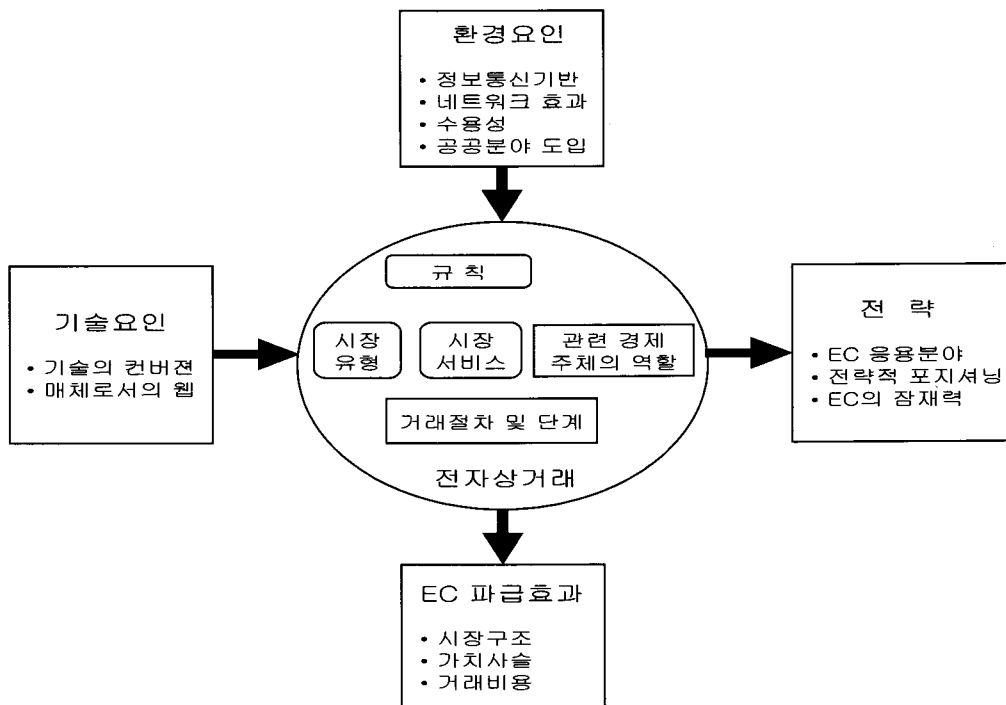 환경요인
• 정보통신기반
• 네트워크 효과
• 수용성
• 공공분야 도입
기술요인
• 기술의 컨버젼
• 매체로서의 웹
규 칙
시장
유형
시장
서비스
관련 경제
주체의 역할
거래절차 및 단계
전자상거래
전 략
• EC 응용분야
• 전략적 포지셔닝
• EC의 잠재력
EC 파급효과
• 시장구조
• 가치사슬
• 거래비용